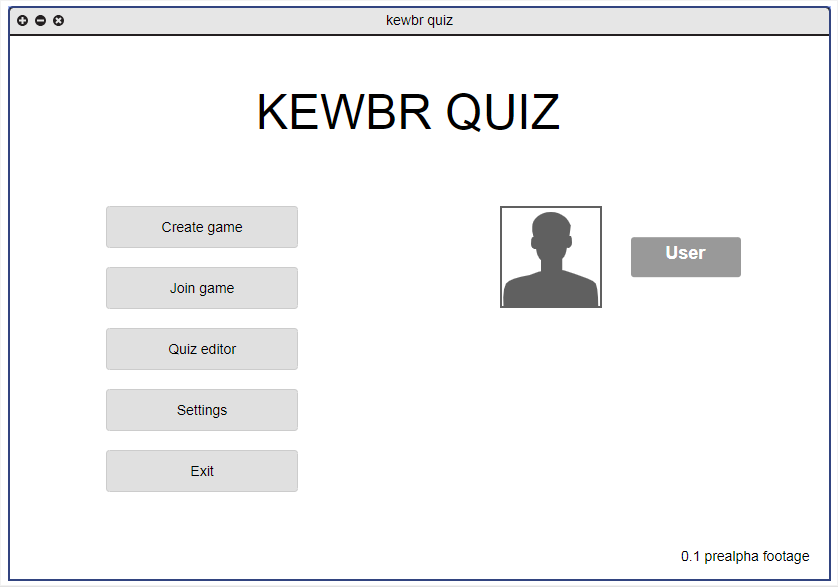 kewbr quiz
KEWBR QUIZ
Create game
Join game
Quiz editor
Settings
Exit
User
0.1 prealpha footage